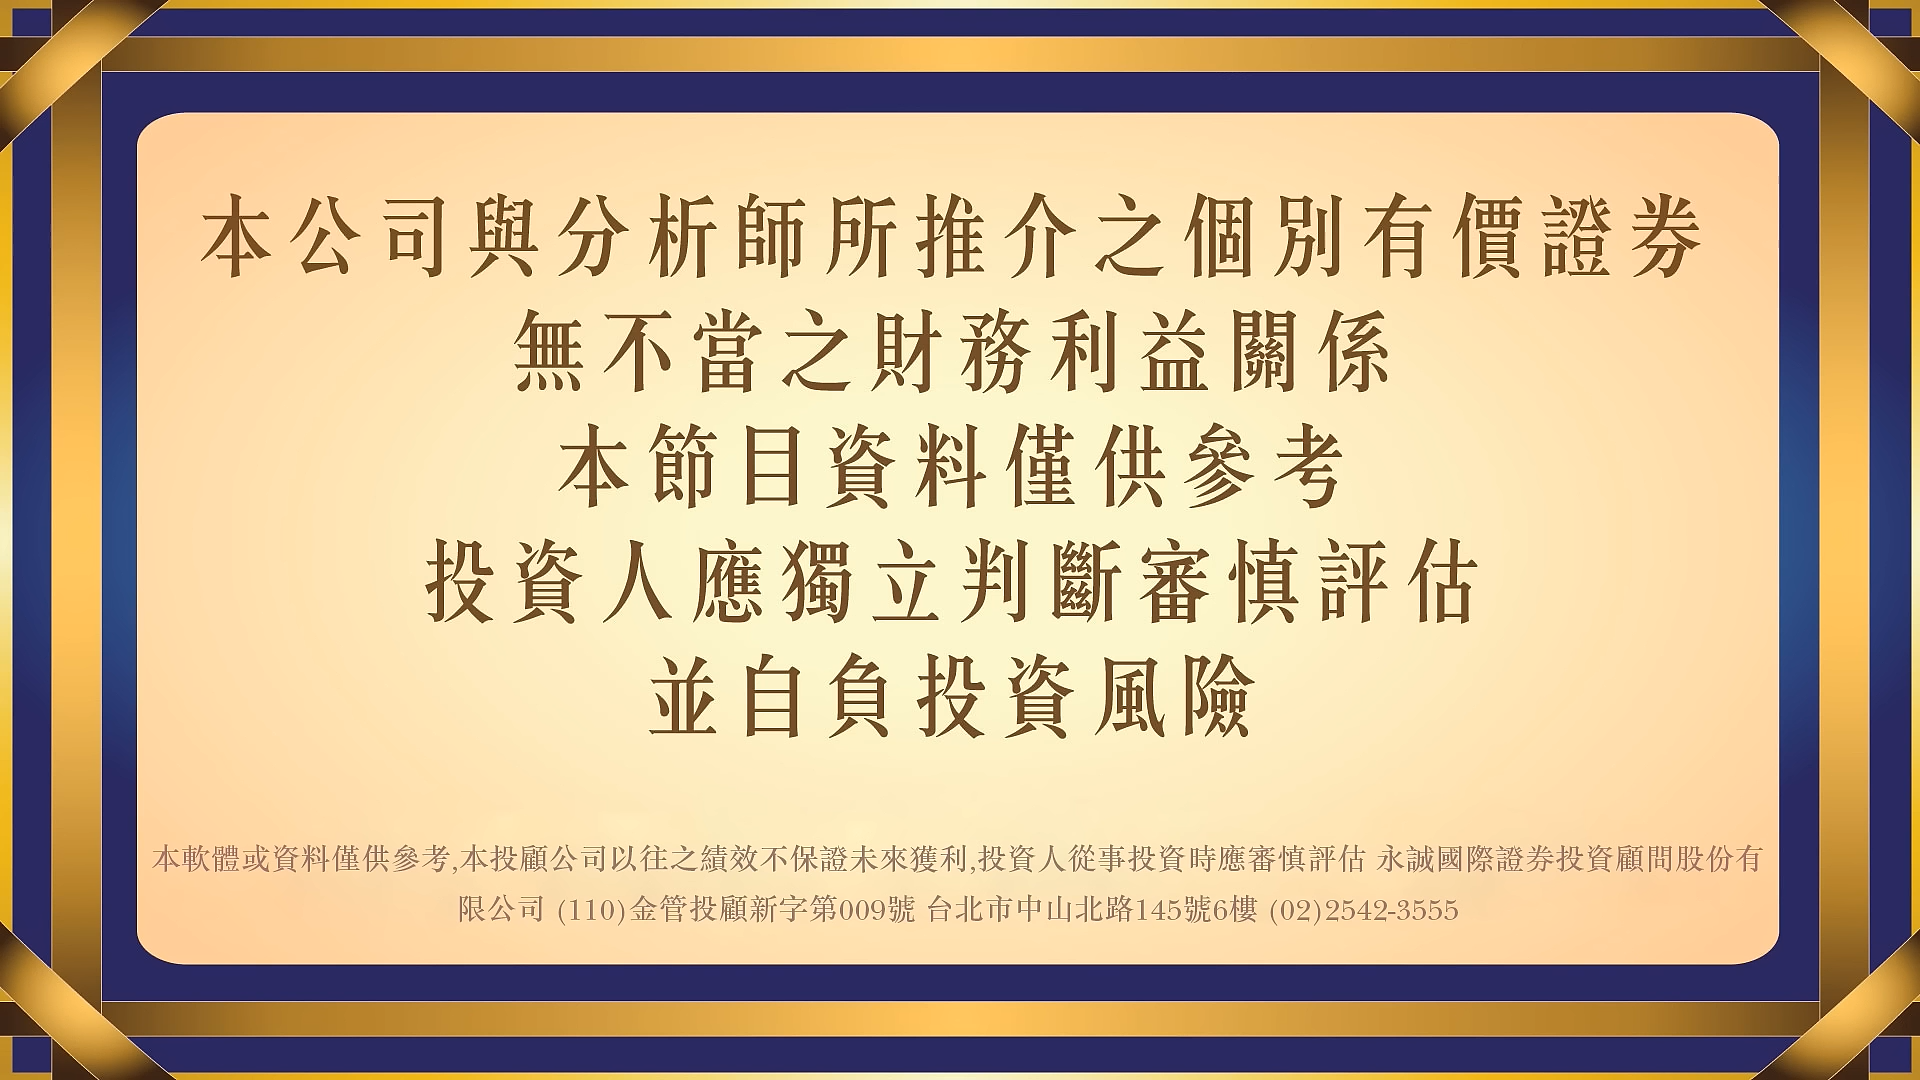 本公司與分析師所推介之個別有價證券
無不當之財務利益關係
本節目資料僅供參考
投資人應獨立判斷審慎評估
並自負投資風險
本軟體或資料僅供參考,本投顧公司以往之績效不保證未來獲利,投資人從事投資時應審慎評估 永誠國際證券投資顧問股份有
限公司 (110)金管投顧新字第009號 台北市中山北路145號6樓 (02)2542-3555